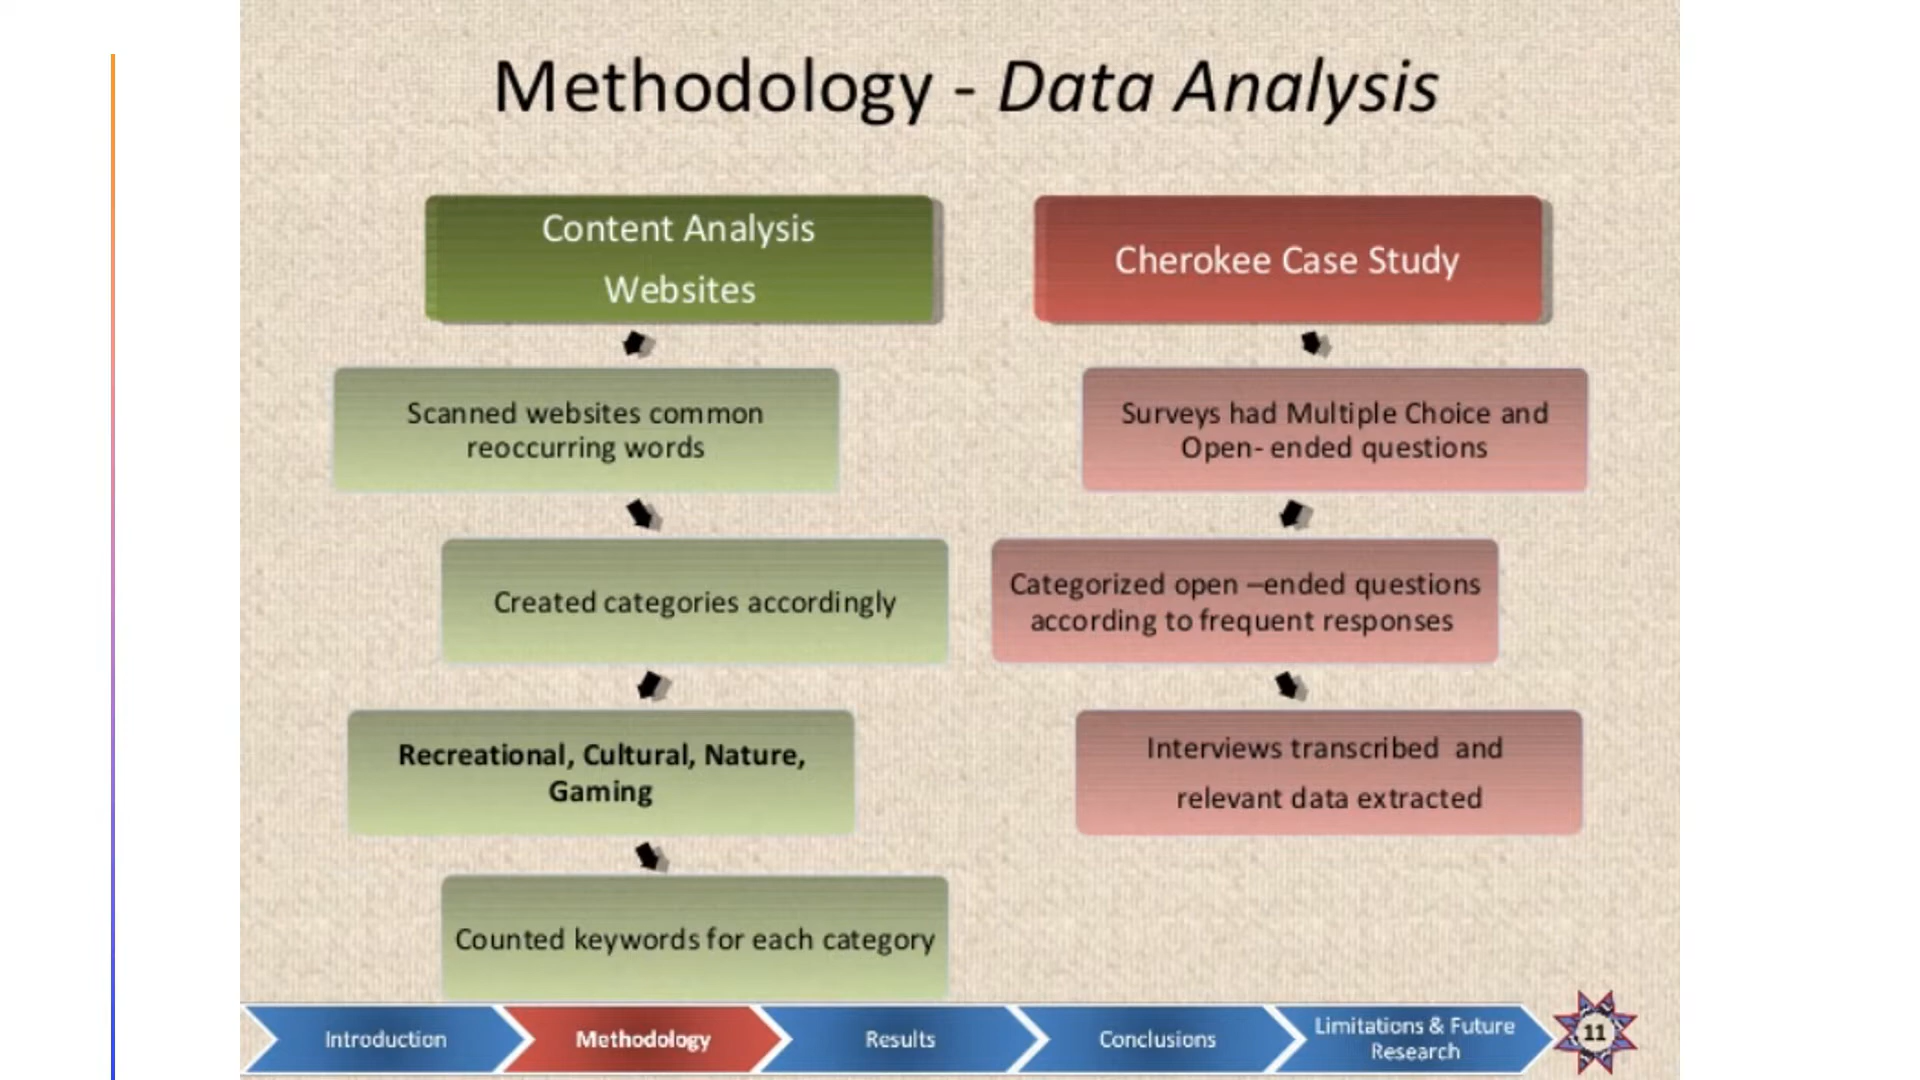 Methodology - Data Analysis
Content Analysis
Websites
Scanned websites common
reoccurring words
Created categories accordingly
Recreational, Cultural, Nature,
Gaming
Counted keywords for each category
Cherokee Case Study
Surveys had Multiple Choice and
Open- ended questions
Categorized open –ended questions
according to frequent responses
Interviews transcribed and
relevant data extracted
Introduction
Methodology
Results
Conclusions
Limitations & Future
Research
11